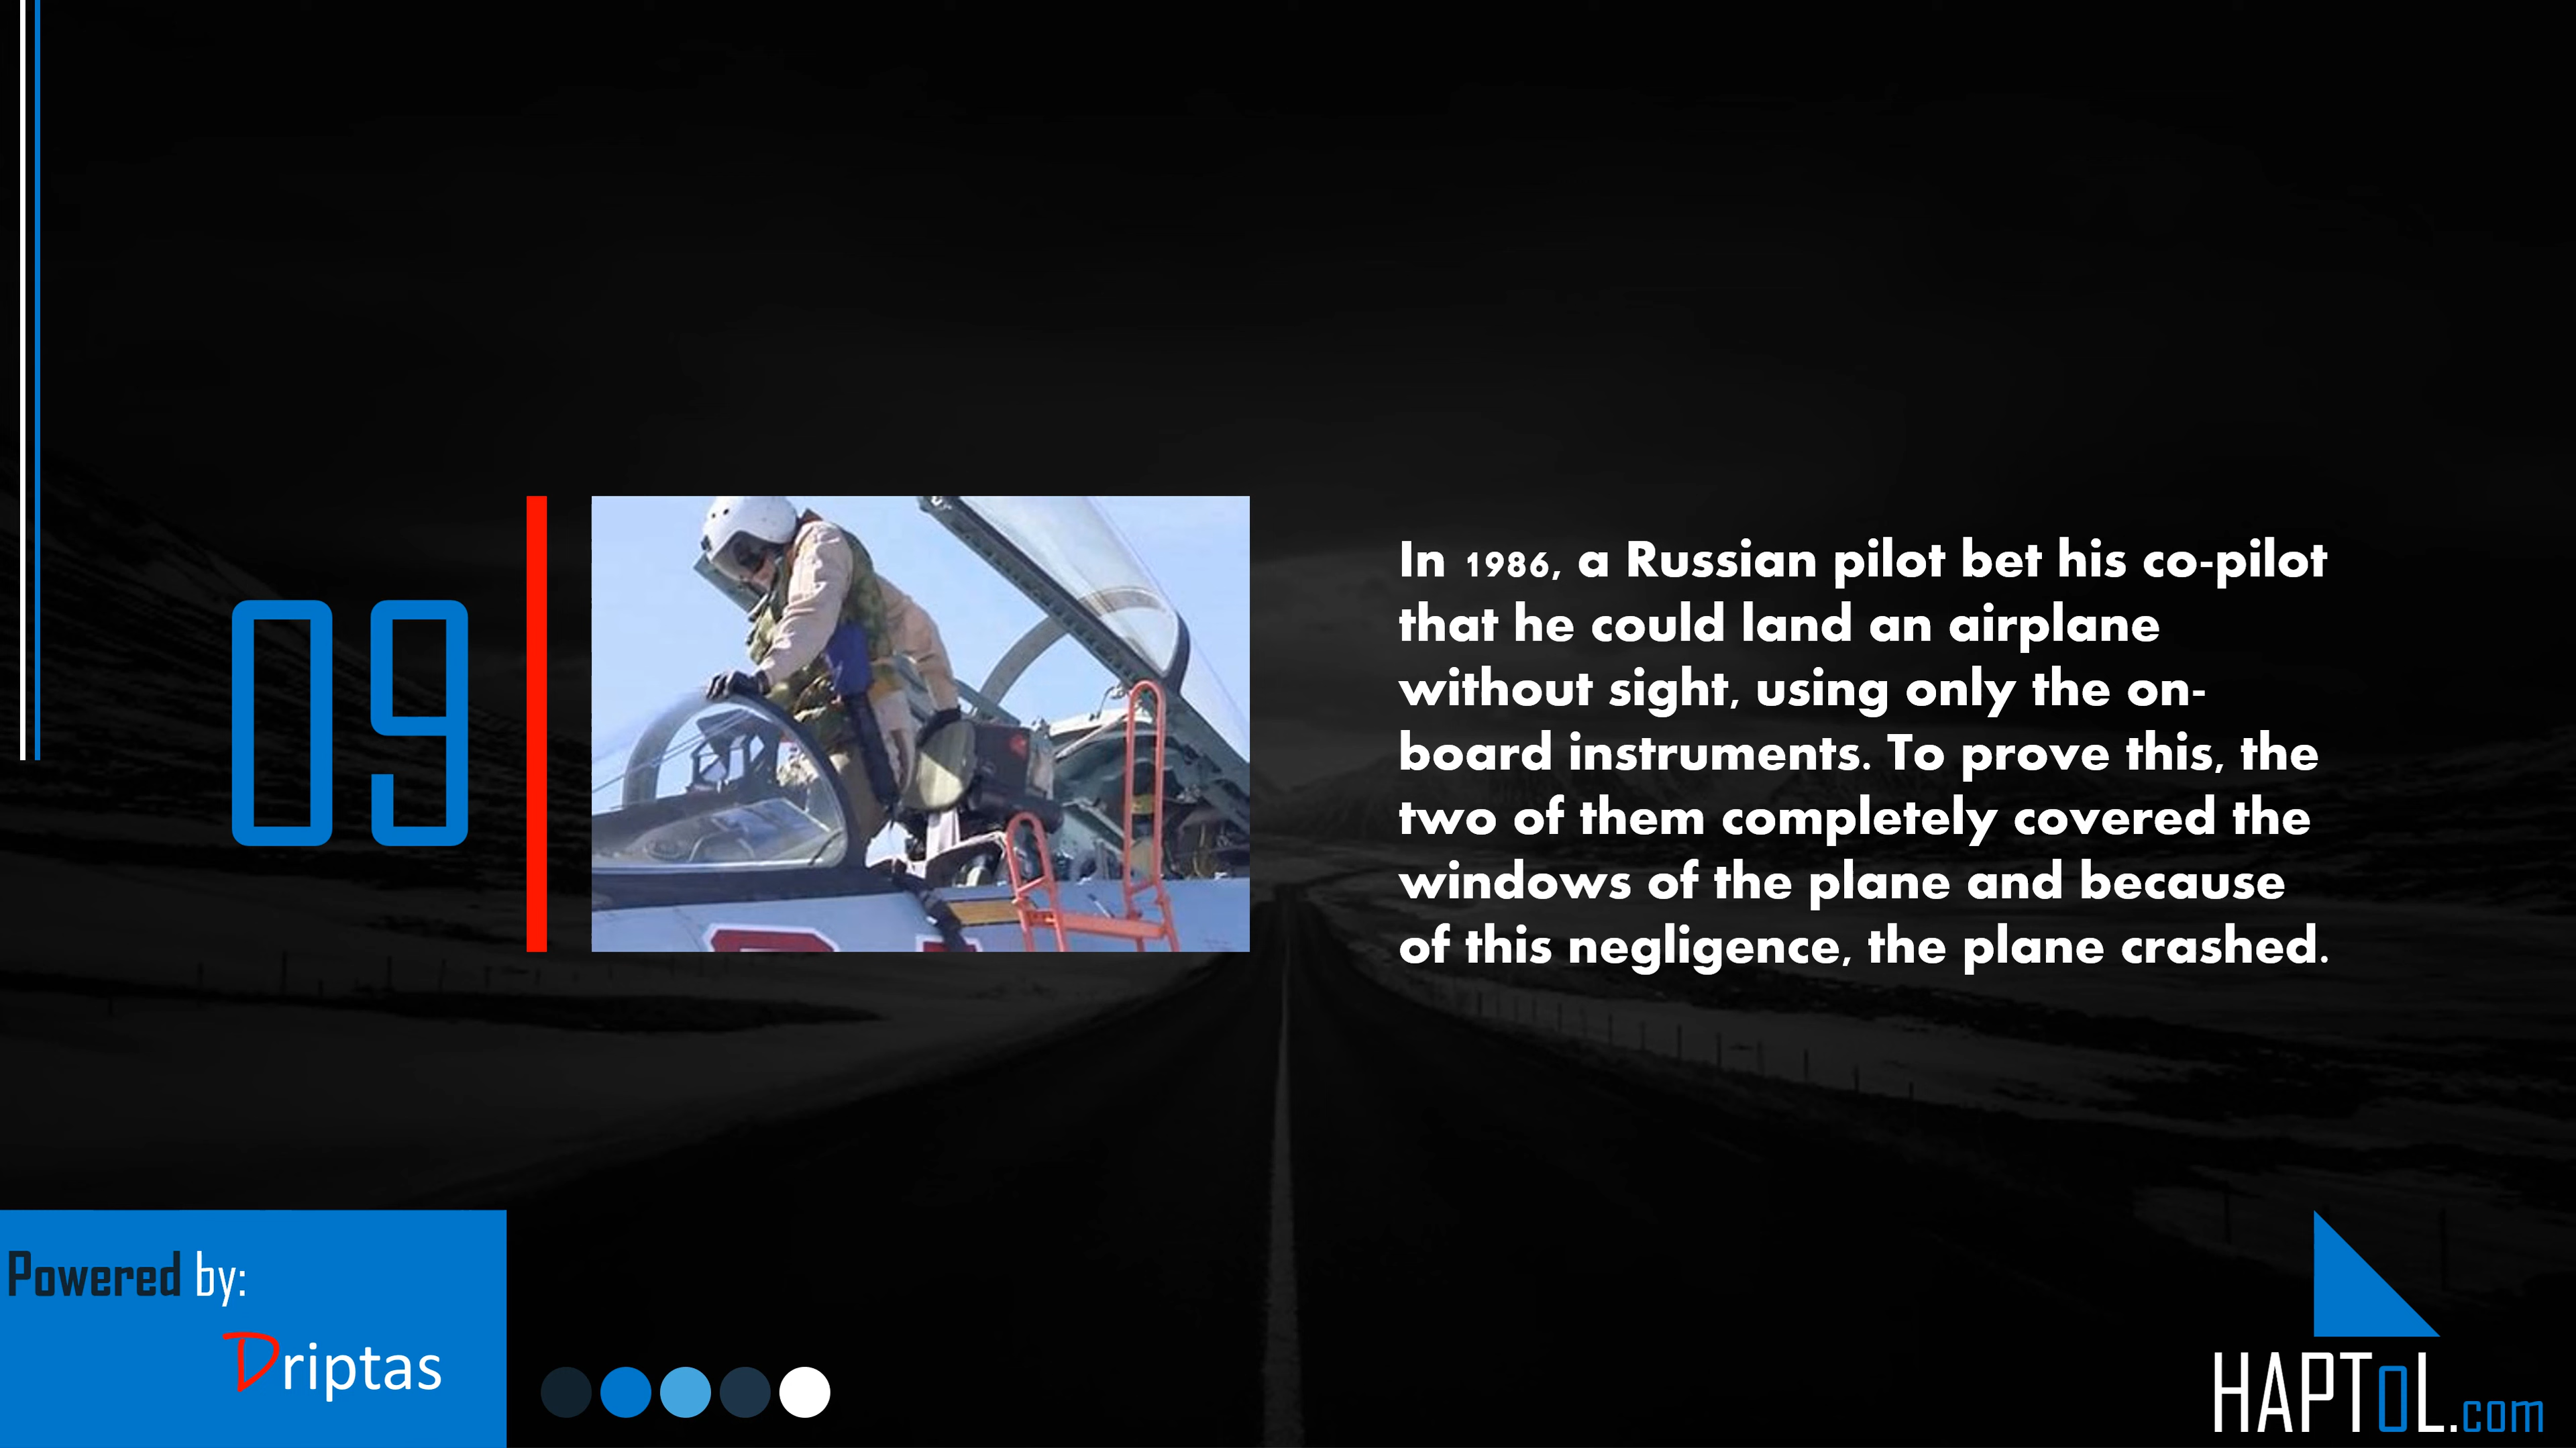 09
In 1986, a Russian pilot bet his co-pilot
that he could land an airplane
without sight, using only the on-
board instruments. To prove this, the
two of them completely covered the
windows of the plane and because
of this negligence, the plane crashed.
Powered by:
Driptas
HAPToL.com